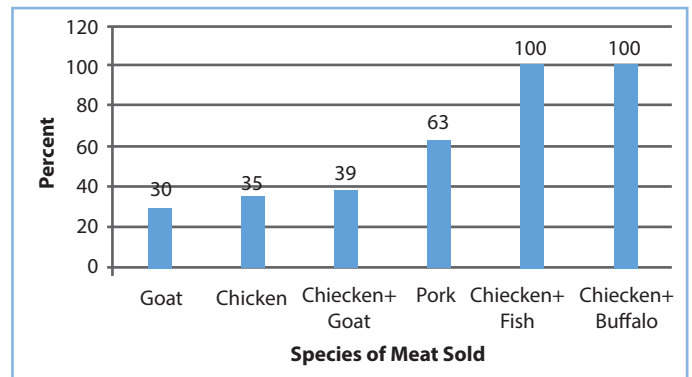 120
100
80
60
40
20
0
Percent
30
35
39
63
100
100
Goat
Chicken
Chiecken+
Goat
Pork
Chiecken+
Fish
Chiecken+
Buffalo
Species of Meat Sold